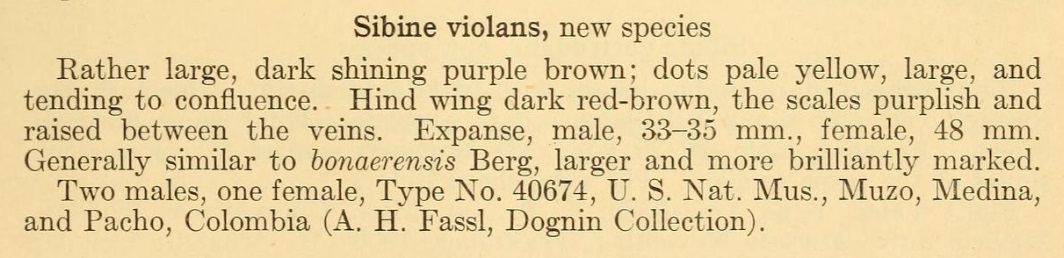 Sibine violans, new species
Rather large, dark shining purple brown; dots pale yellow, large, and
tending to confluence. Hind wing dark red-brown, the scales purplish and
raised between the veins. Expanse, male, 33–35 mm., female, 48 mm.
Generally similar to bonaerensis Berg, larger and more brilliantly marked.
Two males, one female, Type No. 40674, U. S. Nat. Mus., Muzo, Medina,
and Pacho, Colombia (A. H. Fassl, Dognin Collection).